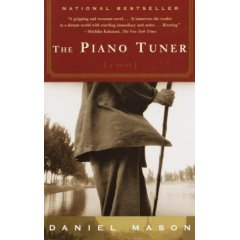 NATIONAL BESTSELLER
"A gripping and resonant novel. . . . It immerses the reader
in a distant world with startling immediacy and ardor. . . . Riveting."
—Michiko Kakutani, The New York Times
THE PIANO TUNER
[ a novel ]
DANIEL MASON